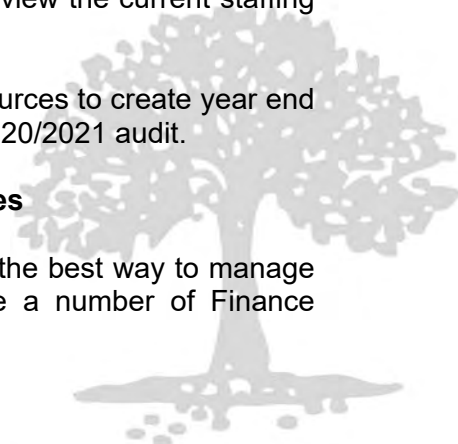 view the current staffing
urces to create year end
20/2021 audit.
es
the best way to manage
e a number of Finance